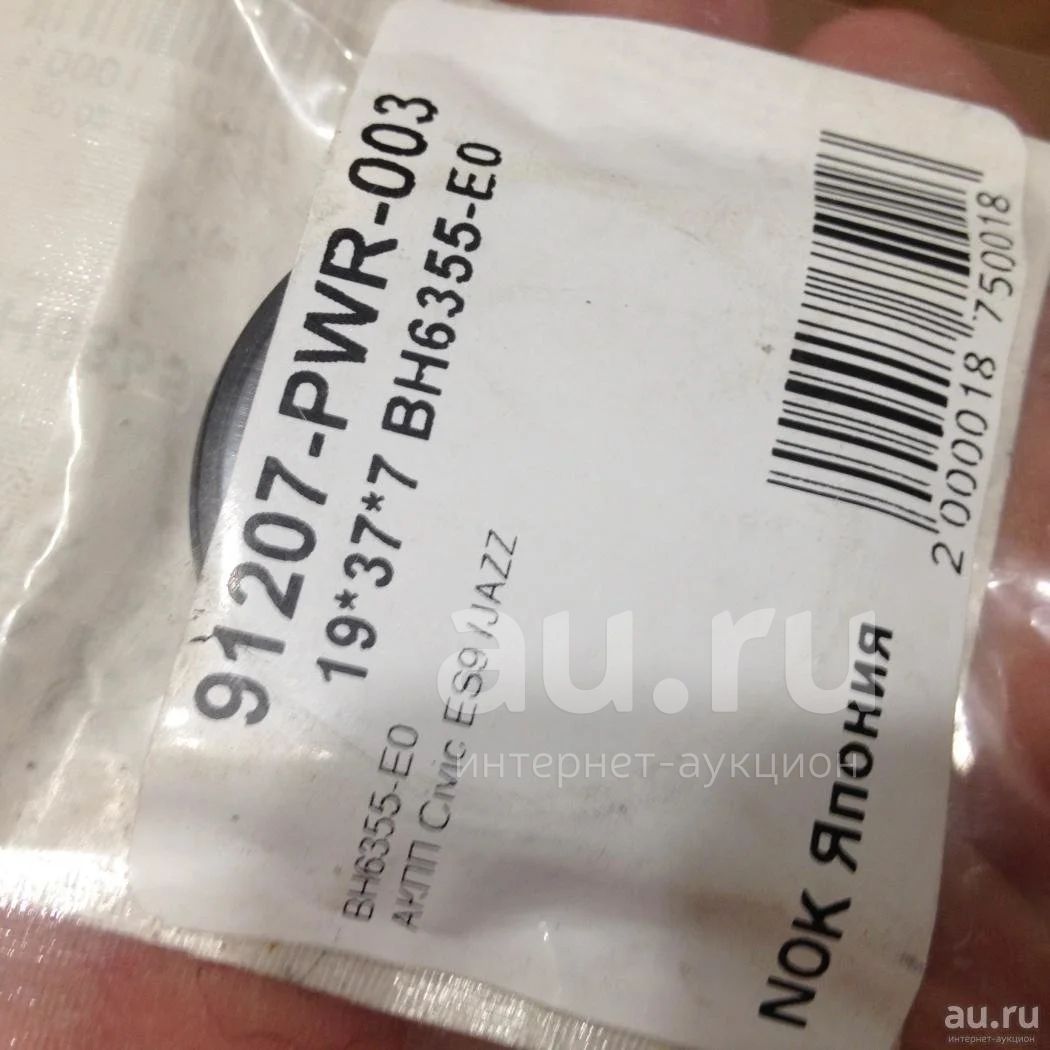 91207-PWR-003
19*37*7 BH6355-E0
BH6355-E0
АКПП Civic ES9 /JAZZ
2 000018 750018
NOK Япония
au.ru
интернет-аукцион
au.ru
интернет-аукцион